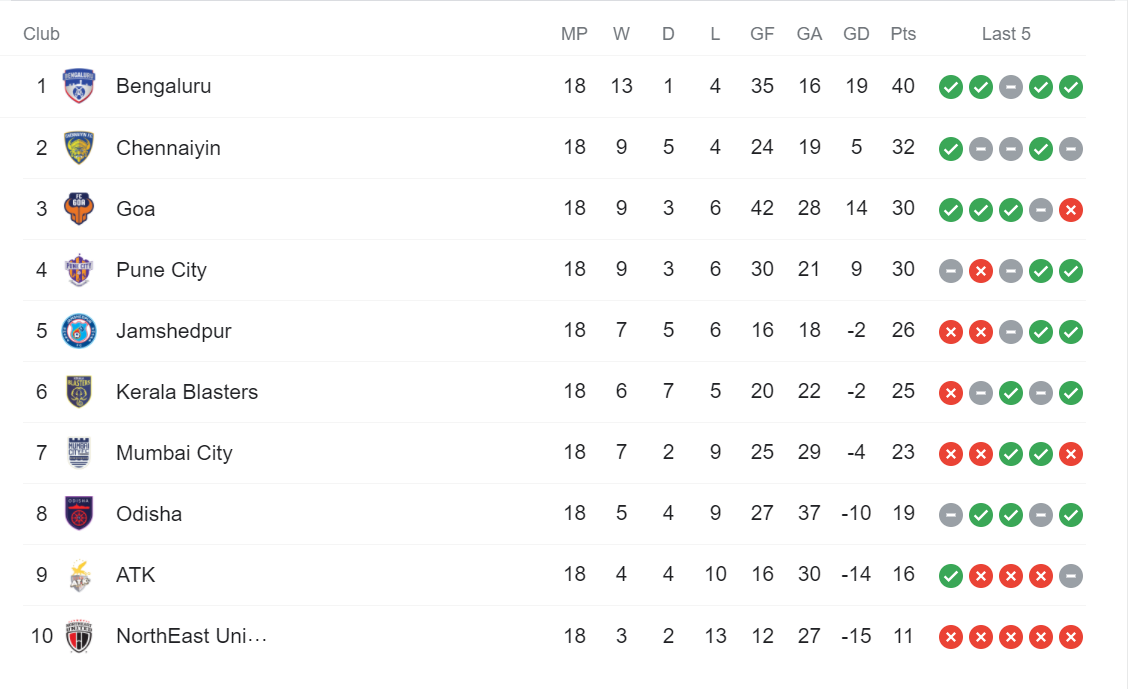 Club MP W D L GF GA GD Pts Last 5
1 Bengaluru 18 13 1 4 35 16 19 40
2 Chennaiyin 18 9 5 4 24 19 5 32
3 Goa 18 9 3 6 42 28 14 30
4 Pune City 18 9 3 6 30 21 9 30
5 Jamshedpur 18 7 5 6 16 18 -2 26
6 Kerala Blasters 18 6 7 5 20 22 -2 25
7 Mumbai City 18 7 2 9 25 29 -4 23
8 Odisha 18 5 4 9 27 37 -10 19
9 ATK 18 4 4 10 16 30 -14 16
10 NorthEast Uni... 18 3 2 13 12 27 -15 11